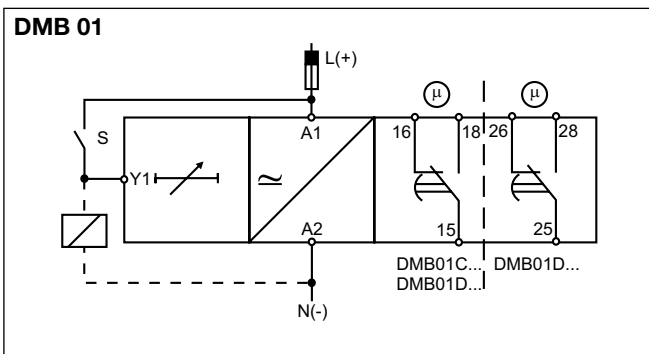 DMB 01
L(+)
µ µ
S
A1
16 18 26 28
Y1
≃
A2
15 25
DMB01C... DMB01D...
DMB01D...
N(-)